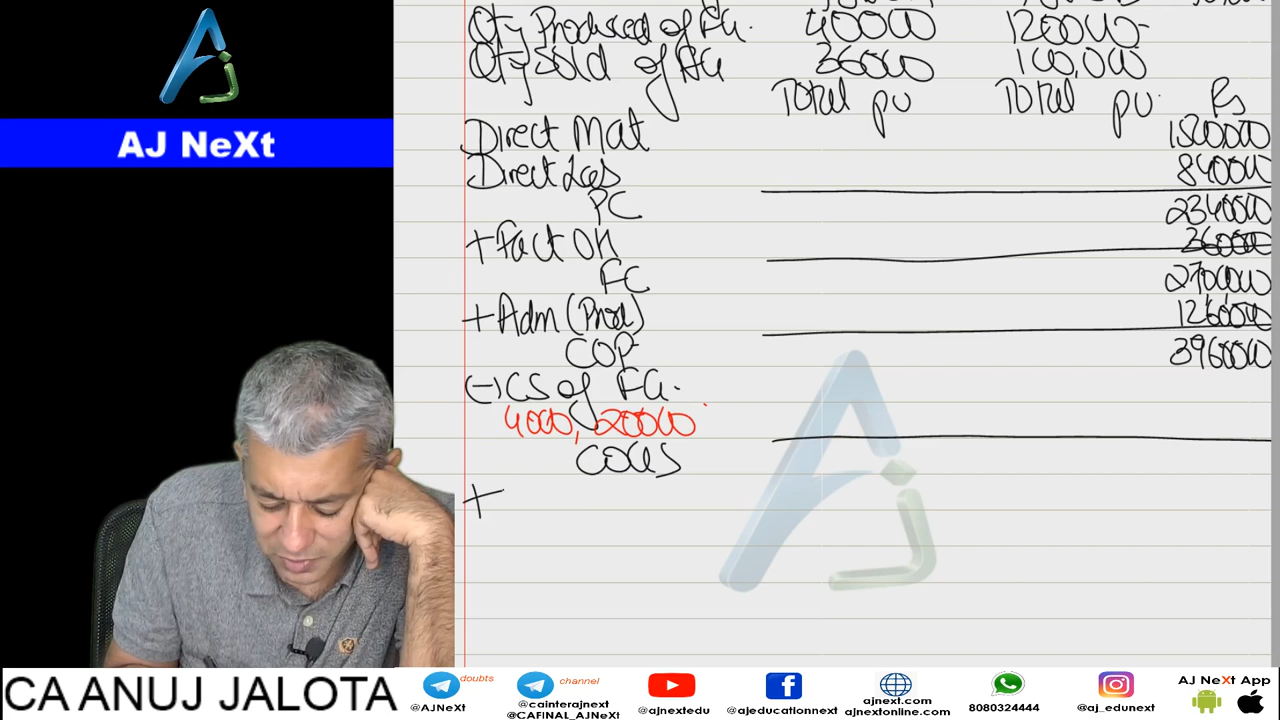 AJ NeXt
Qty Produced of FG. 40000 120000
Qty Sold of FG 36000 100,000
Total pu Total pu. Rs
Direct Mat 1500000
Direct Lab 840000
PC 2340000
+ Fact OH 360000
FC 2700000
+ Adm (Prod) 1260000
COP 3960000
(-) CS of FG.
4000, 20000
COGS
+
CA ANUJ JALOTA
doubts
@AJNeXt
channel
@cainterajnext
@CAFINAL_AJNeXt
@ajnextedu
@ajeducationnext
ajnext.com
ajnextonline.com
8080324444
@aj_edunext
AJ NeXt App